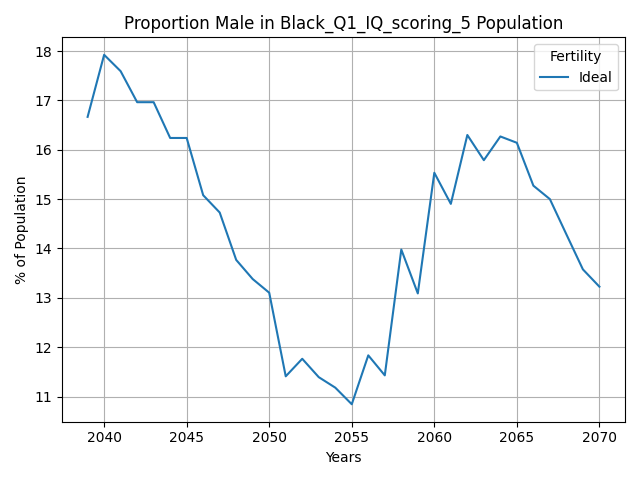 Proportion Male in Black_Q1_IQ_scoring_5 Population
Fertility
Ideal
% of Population
18
17
16
15
14
13
12
11
2040 2045 2050 2055 2060 2065 2070
Years